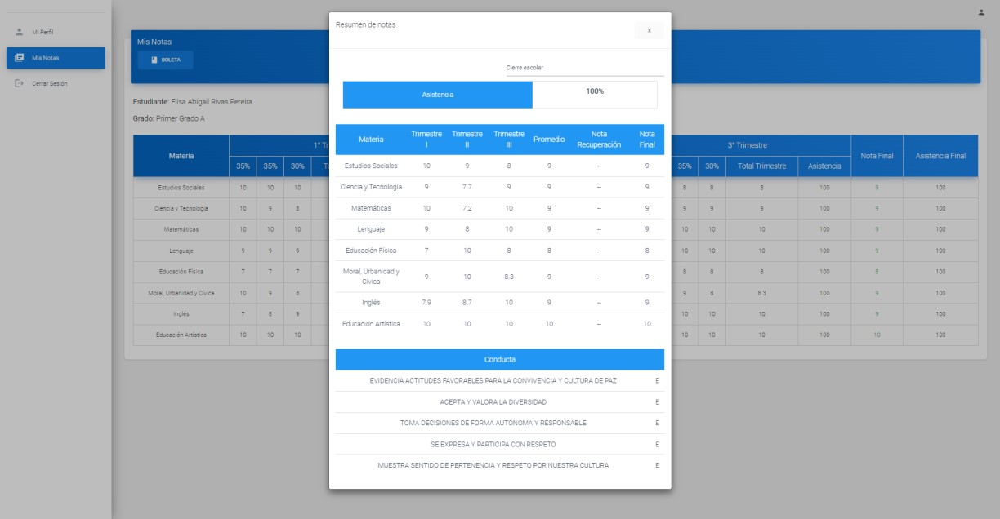 Mi Perfil
Mis Notas
Cerrar Sesión
Mis Notas
BOLETA
Estudiante: Elisa Abigail Rivas Pereira
Grado: Primer Grado A
Materia 1° Tr 3° Trimestre Nota Final Asistencia Final
35% 35% 30% T 35% 30% Total Trimestre Asistencia
Estudios Sociales 10 10 10 8 8 8 100 9 100
Ciencia y Tecnología 10 9 8 9 9 9 100 9 100
Matemáticas 10 10 10 10 10 10 100 9 100
Lenguaje 9 9 9 10 10 10 100 9 100
Educación Física 7 7 7 8 8 8 100 8 100
Moral, Urbanidad y Cívica 10 9 8 9 8 8.3 100 9 100
Inglés 7 8 9 10 10 10 100 9 100
Educación Artística 10 10 10 10 10 10 100 10 100
Resumen de notas
x
Cierre escolar
Asistencia 100%
Materia Trimestre I Trimestre II Trimestre III Promedio Nota Recuperación Nota Final
Estudios Sociales 10 9 8 9 -- 9
Ciencia y Tecnología 9 7.7 9 9 -- 9
Matemáticas 10 7.2 10 9 -- 9
Lenguaje 9 8 10 9 -- 9
Educación Física 7 10 8 8 -- 8
Moral, Urbanidad y Cívica 9 10 8.3 9 -- 9
Inglés 7.9 8.7 10 9 -- 9
Educación Artística 10 10 10 10 -- 10
Conducta
EVIDENCIA ACTITUDES FAVORABLES PARA LA CONVIVENCIA Y CULTURA DE PAZ E
ACEPTA Y VALORA LA DIVERSIDAD E
TOMA DECISIONES DE FORMA AUTÓNOMA Y RESPONSABLE E
SE EXPRESA Y PARTICIPA CON RESPETO E
MUESTRA SENTIDO DE PERTENENCIA Y RESPETO POR NUESTRA CULTURA E